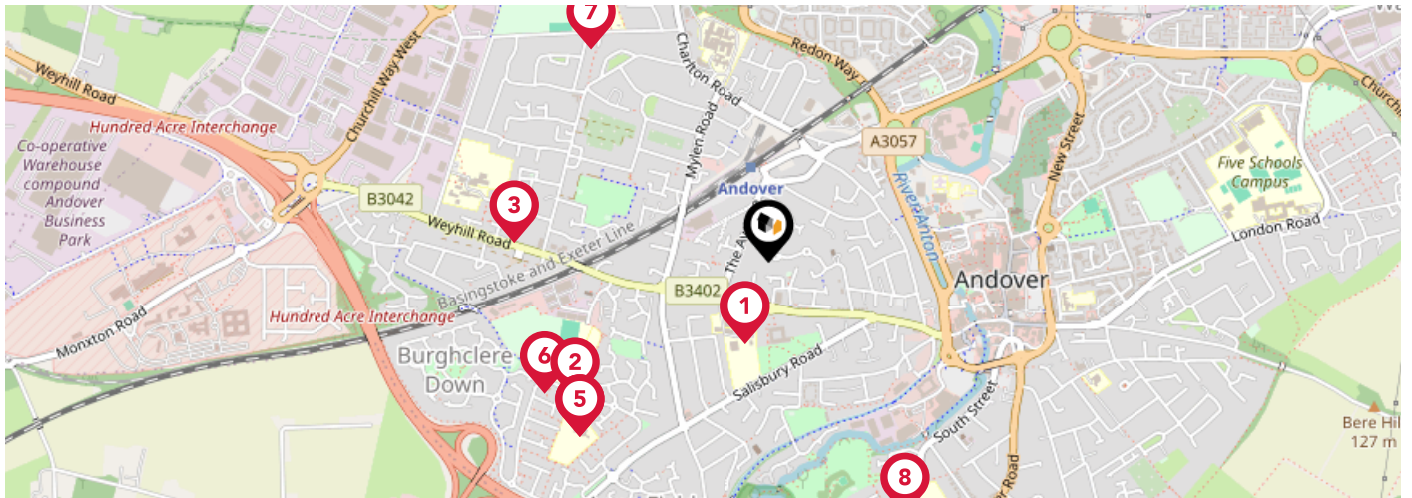 7
Weyhill Road
Churchill Way West
Charlton Road
Redon Way
Hundred Acre Interchange
Co-operative
Warehouse
compound
Andover
Business
Park
Mylen Road
A3057
New Street
Five Schools
Campus
River Anton
Andover
B3042
3
Weyhill Road
London Road
Basingstoke and Exeter Line
Andover
B3402
1
Hundred Acre Interchange
Monxton Road
Burghclere
Down
6
2
5
Salisbury Road
South Street
Bere Hil
127 m
8